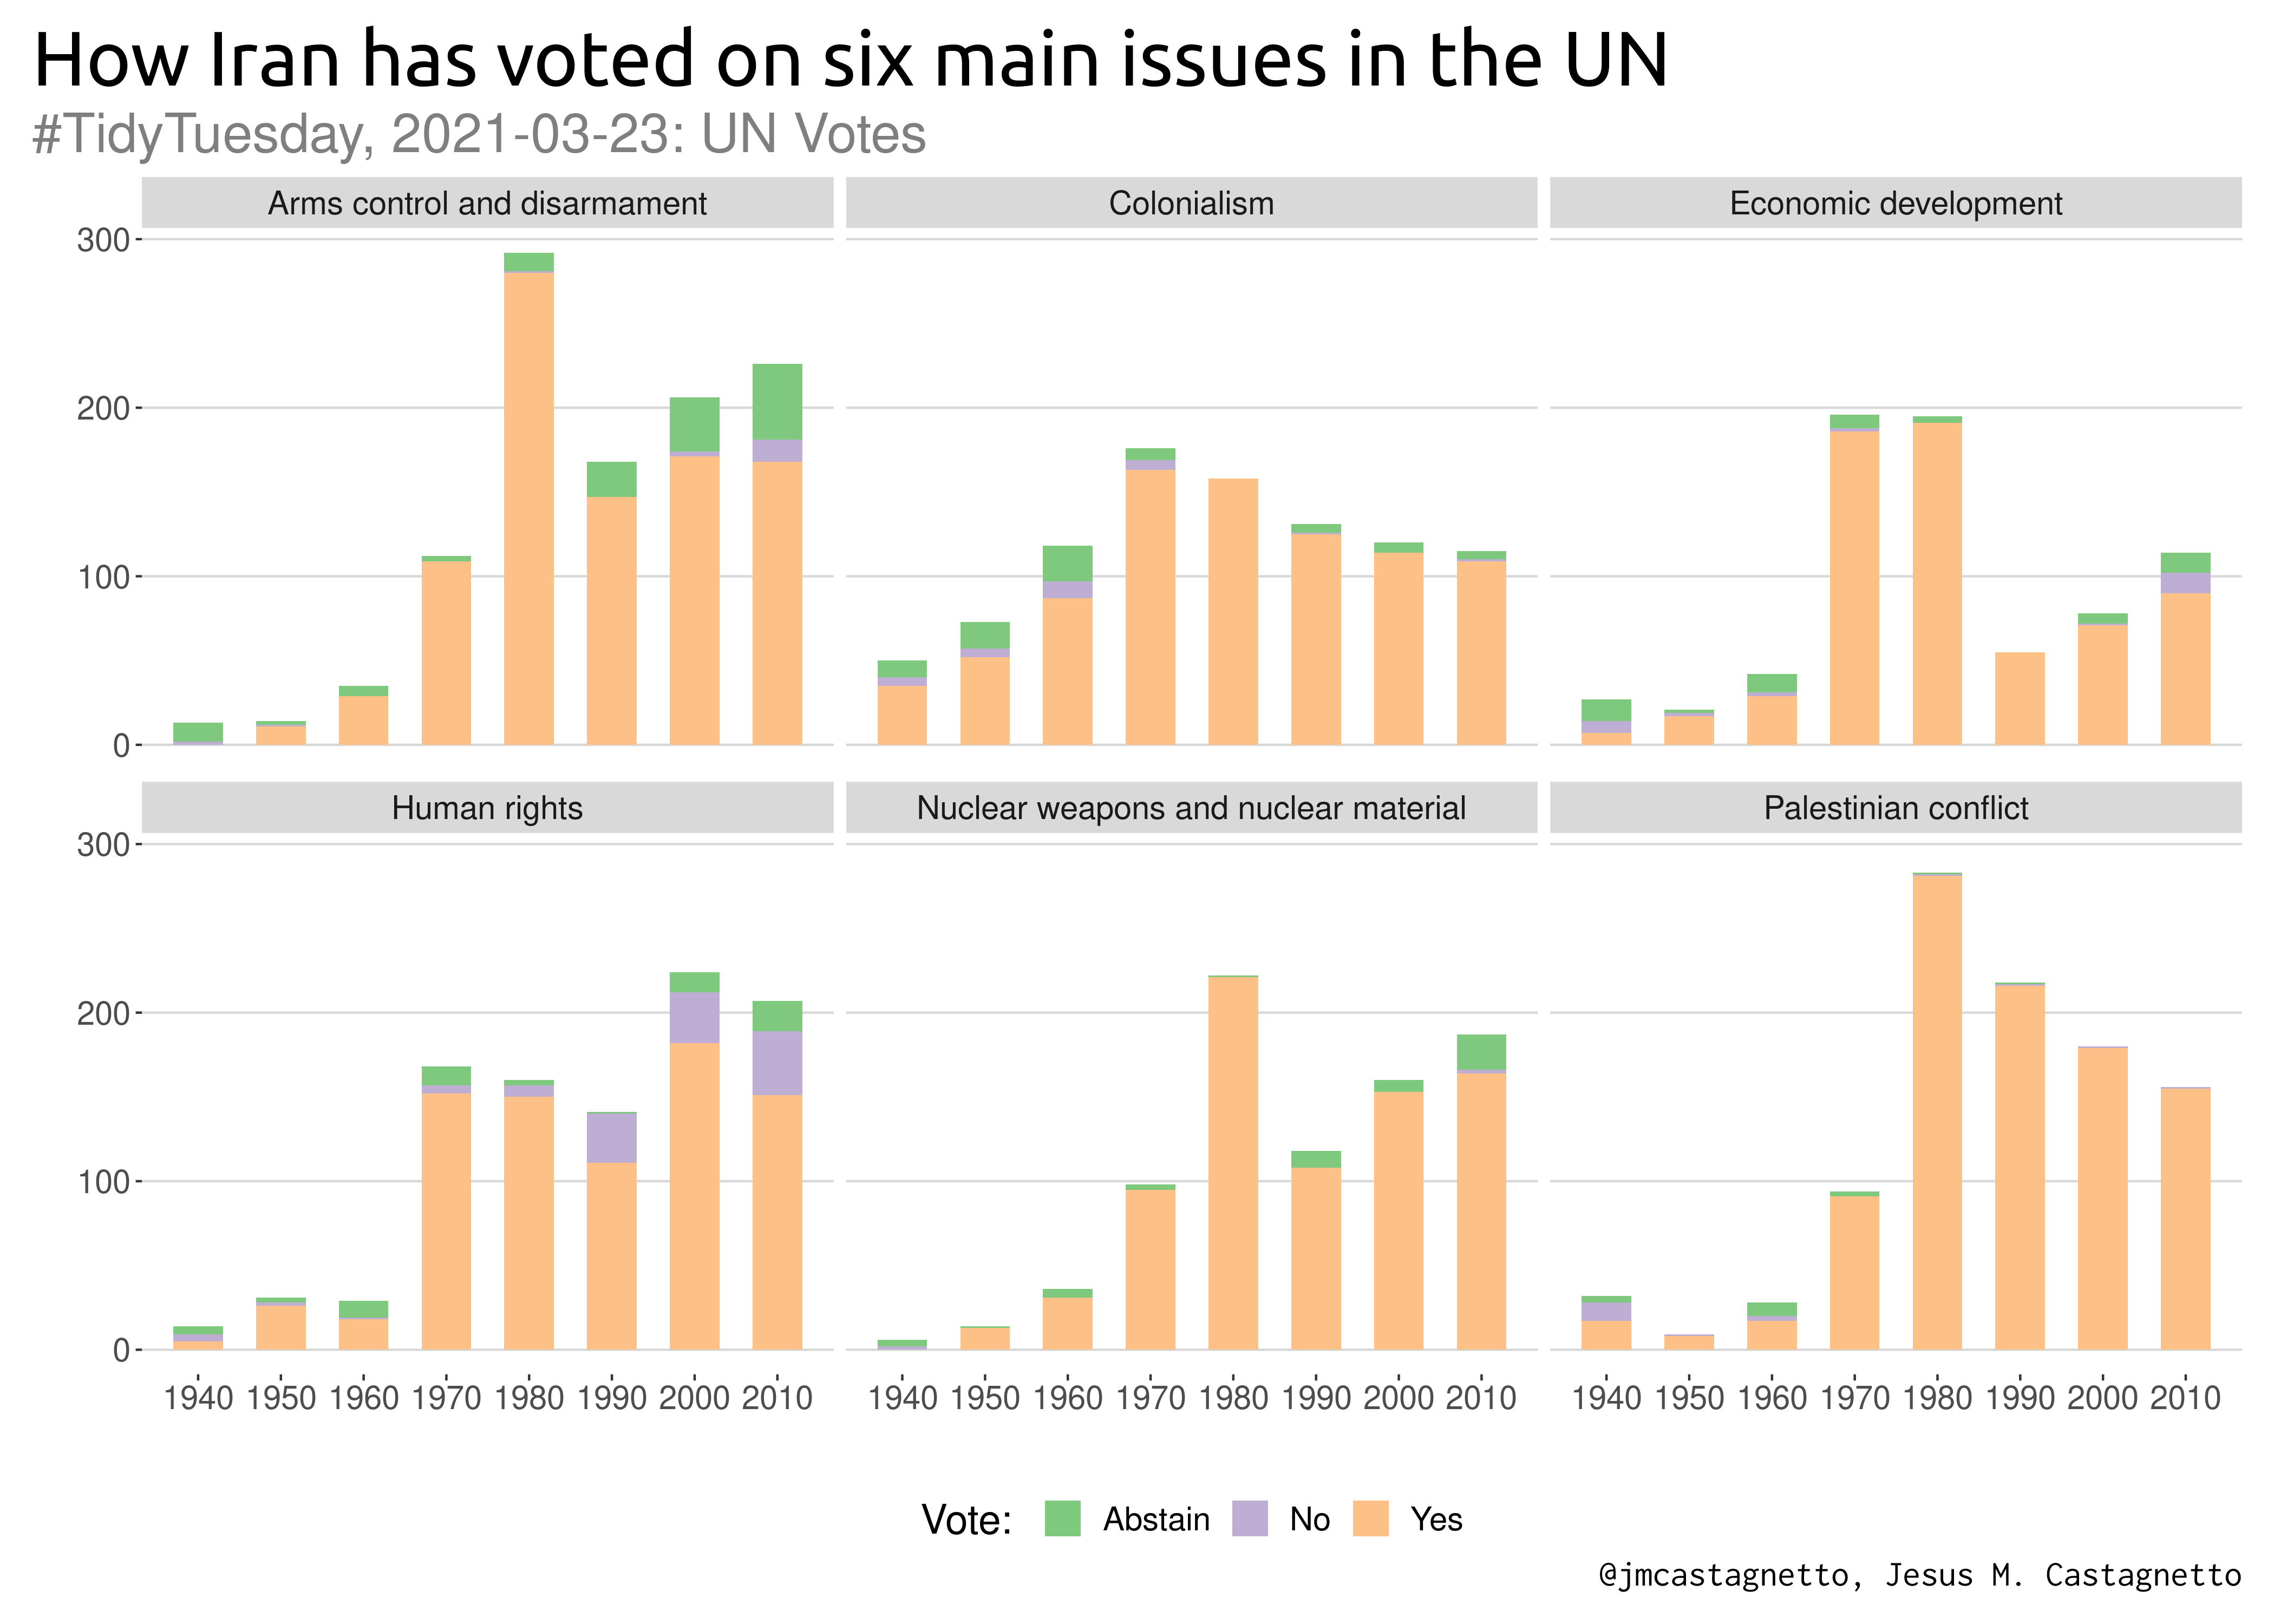 How Iran has voted on six main issues in the UN
#TidyTuesday, 2021-03-23: UN Votes
Arms control and disarmament
Colonialism
Economic development
300
200
100
0
Human rights
Nuclear weapons and nuclear material
Palestinian conflict
300
200
100
0
1940 1950 1960 1970 1980 1990 2000 2010
1940 1950 1960 1970 1980 1990 2000 2010
1940 1950 1960 1970 1980 1990 2000 2010
Vote: Abstain No Yes
@jmcastagnetto, Jesus M. Castagnetto